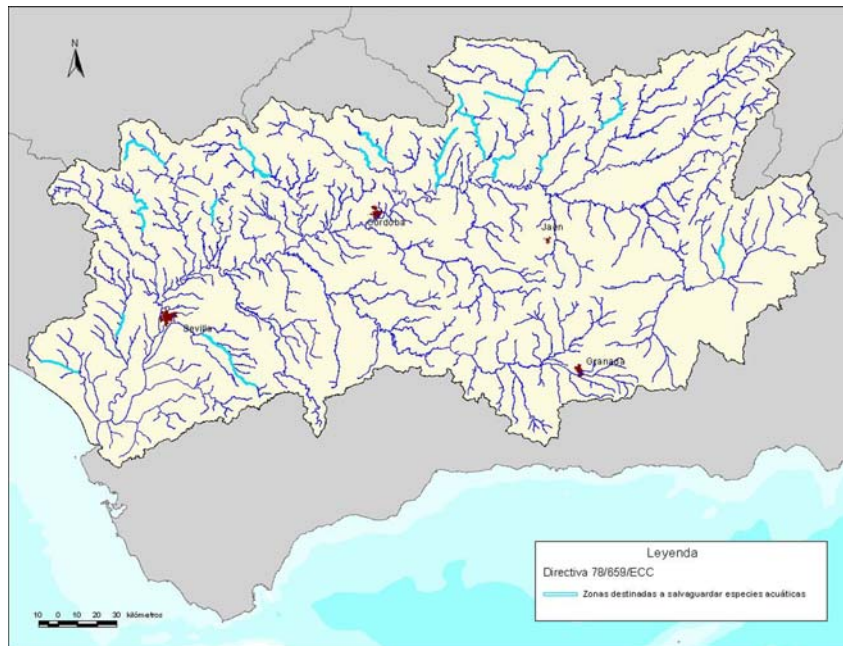 N
Córdoba
Jaén
Sevilla
Granada
Leyenda
Directiva 78/659/ECC
Zonas destinadas a salvaguardar especies acuáticas
10 0 10 20 30 kilómetros